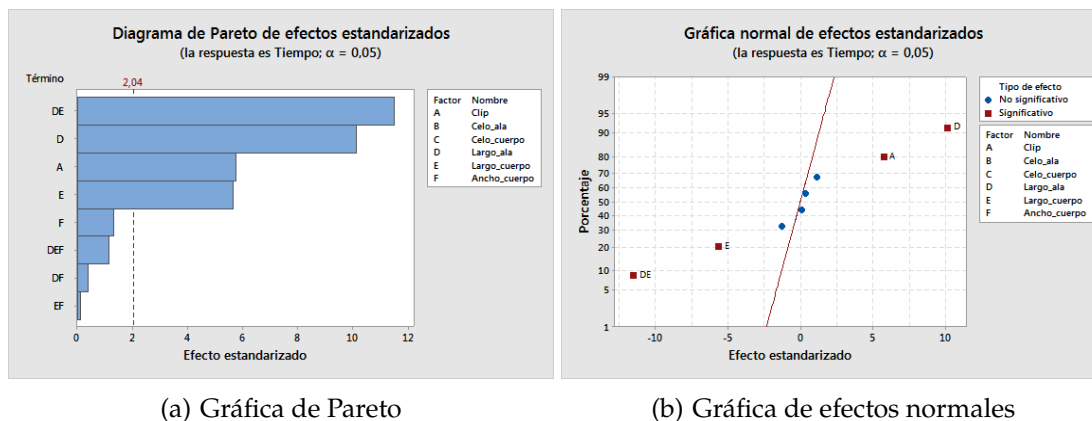 Diagrama de Pareto de efectos estandarizados
(la respuesta es Tiempo; α = 0,05)
Término
2,04
DE
D
A
E
F
DEF
DF
EF
0 2 4 6 8 10 12
Efecto estandarizado
Factor Nombre
A Clip
B Celo_ala
C Celo_cuerpo
D Largo_ala
E Largo_cuerpo
F Ancho_cuerpo
(a) Gráfica de Pareto
Gráfica normal de efectos estandarizados
(la respuesta es Tiempo; α = 0,05)
Porcentaje
99
95
90
80
70
60
50
40
30
20
10
5
1
D
A
E
DE
-10 -5 0 5 10
Efecto estandarizado
Tipo de efecto
No significativo
Significativo
Factor Nombre
A Clip
B Celo_ala
C Celo_cuerpo
D Largo_ala
E Largo_cuerpo
F Ancho_cuerpo
(b) Gráfica de efectos normales